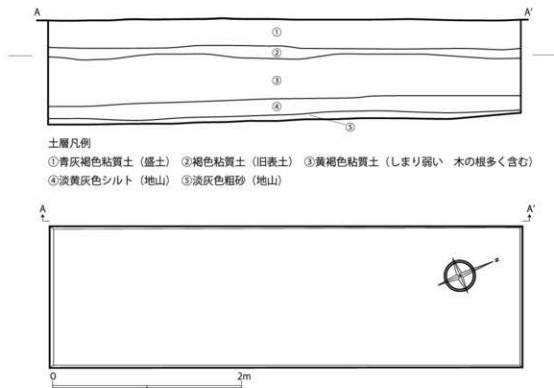 A A'
①
②
③
④
⑤
土層凡例
①青灰褐色粘質土（盛土） ②褐色粘質土（旧表土） ③黄褐色粘質土（しまり弱い 木の根多く含む）
④淡黄灰色シルト（地山） ⑤淡灰色粗砂（地山）
A A'
N
0 2m